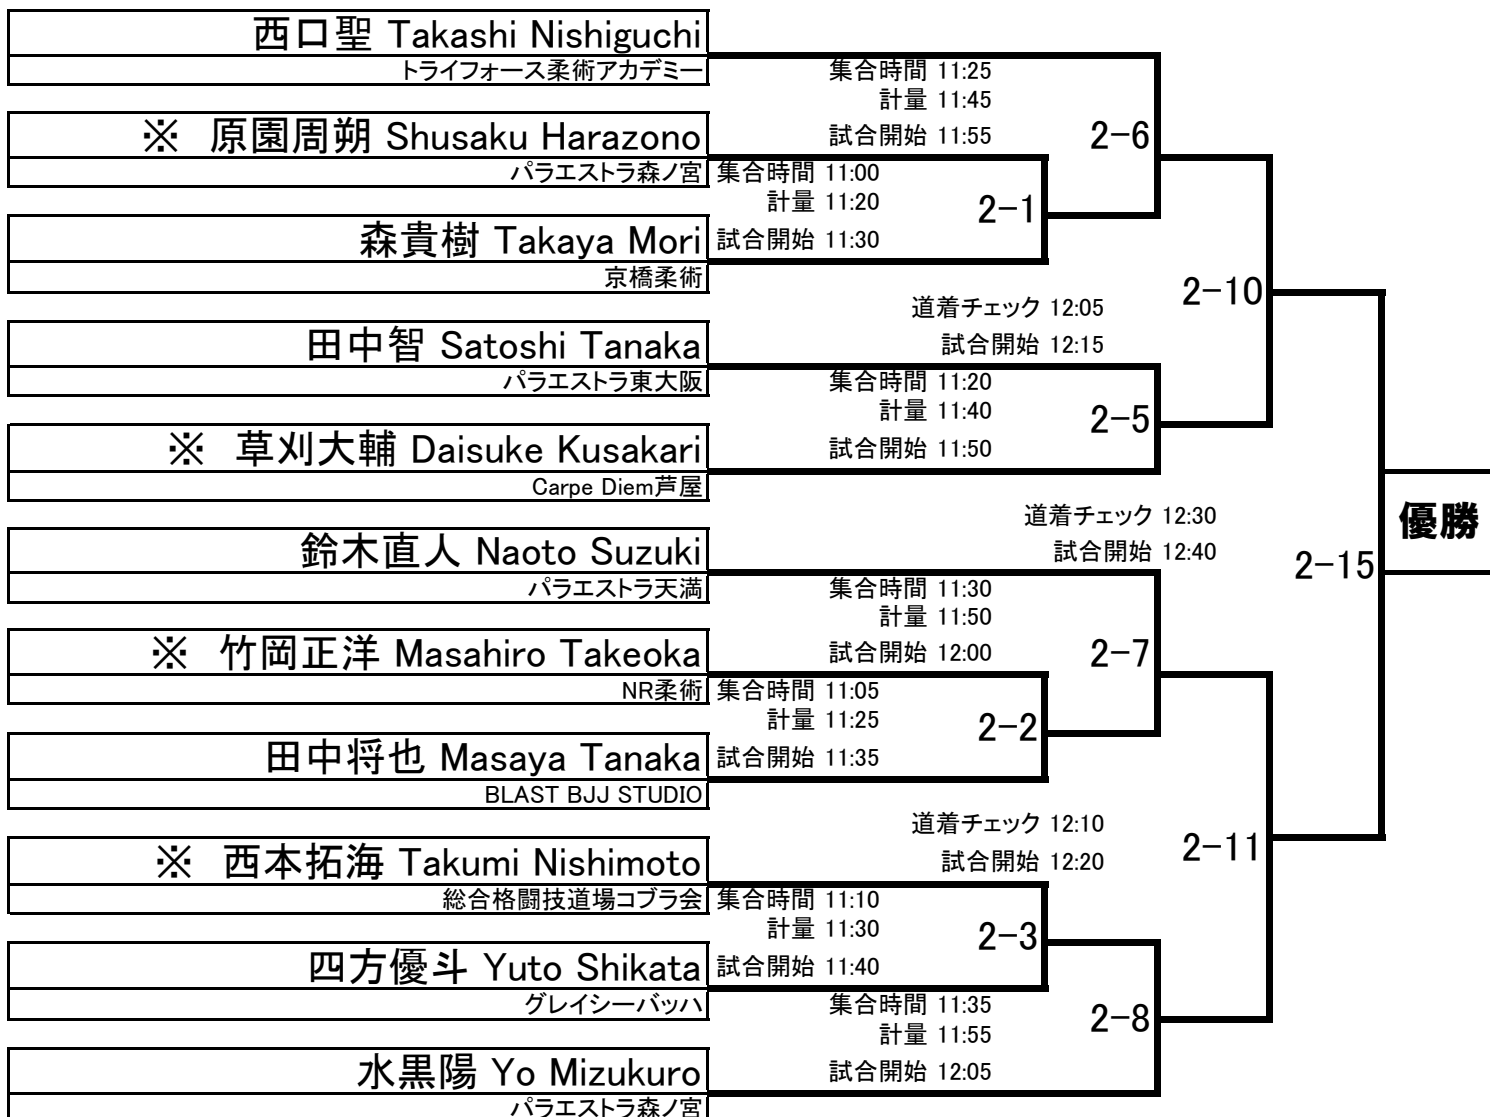 西口聖 Takashi Nishiguchi
トライフォース柔術アカデミー
集合時間 11:25
計量 11:45
試合開始 11:55
2-6
※ 原園周朔 Shusaku Harazono
パラエストラ森ノ宮
集合時間 11:00
計量 11:20
試合開始 11:30
2-1
森貴樹 Takaya Mori
京橋柔術
道着チェック 12:05
試合開始 12:15
2-10
田中智 Satoshi Tanaka
パラエストラ東大阪
集合時間 11:20
計量 11:40
試合開始 11:50
2-5
※ 草刈大輔 Daisuke Kusakari
Carpe Diem芦屋
道着チェック 12:30
試合開始 12:40
2-15
優勝
鈴木直人 Naoto Suzuki
パラエストラ天満
集合時間 11:30
計量 11:50
試合開始 12:00
2-7
※ 竹岡正洋 Masahiro Takeoka
NR柔術
集合時間 11:05
計量 11:25
試合開始 11:35
2-2
田中将也 Masaya Tanaka
BLAST BJJ STUDIO
道着チェック 12:10
試合開始 12:20
2-11
※ 西本拓海 Takumi Nishimoto
総合格闘技道場コブラ会
集合時間 11:10
計量 11:30
試合開始 11:40
2-3
四方優斗 Yuto Shikata
グレイシーバッハ
集合時間 11:35
計量 11:55
試合開始 12:05
2-8
水黒陽 Yo Mizukuro
パラエストラ森ノ宮